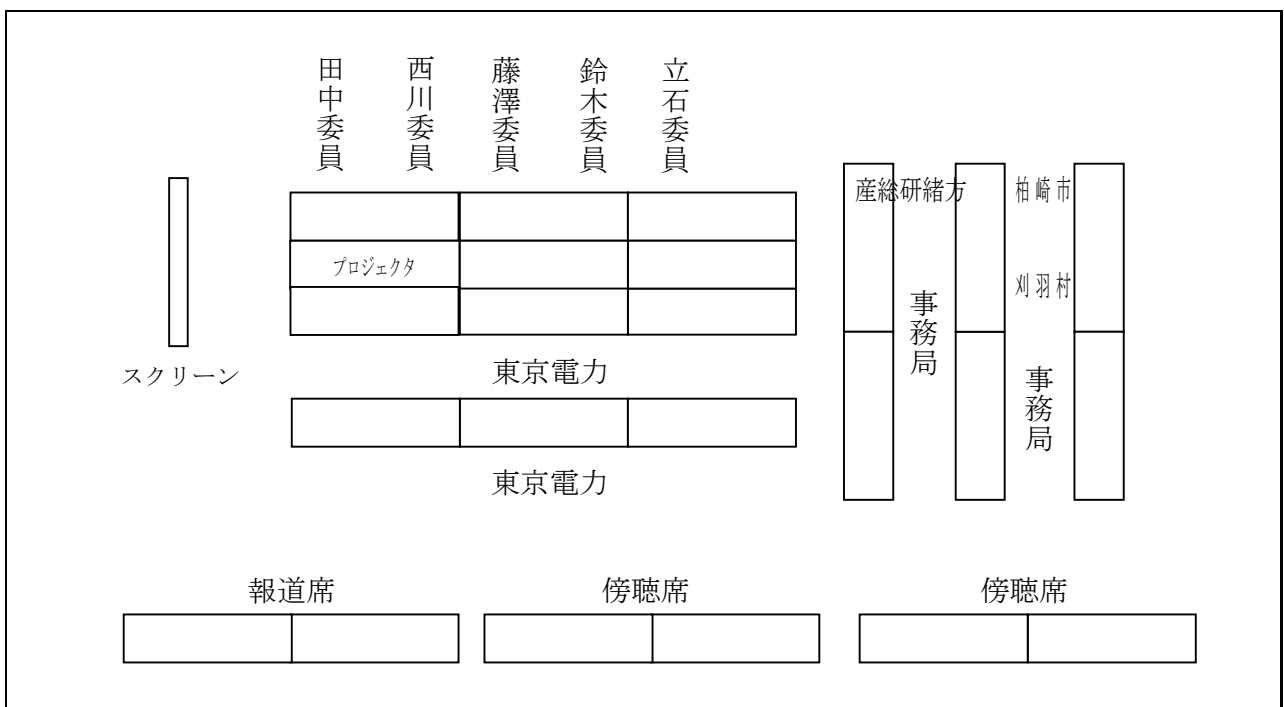 田中委員
西川委員
藤澤委員
鈴木委員
立石委員
産総研緒方
柏崎市
プロジェクタ
刈羽村
事務局
スクリーン
東京電力
事務局
東京電力
報道席
傍聴席
傍聴席